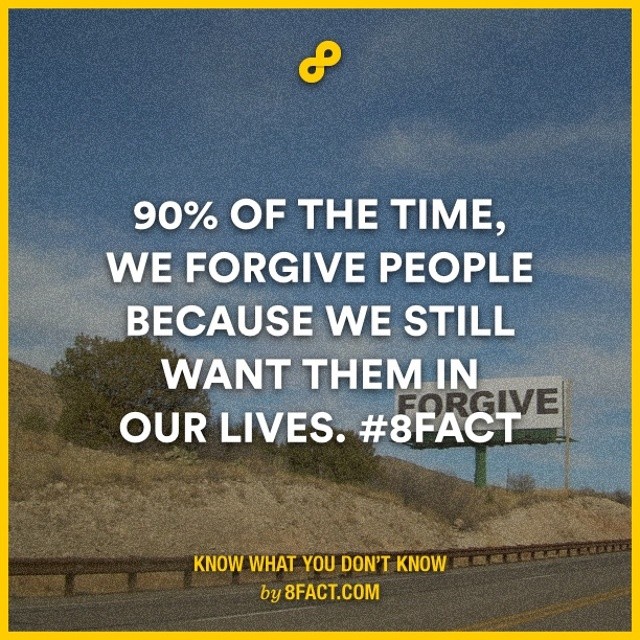 90% OF THE TIME,
WE FORGIVE PEOPLE
BECAUSE WE STILL
WANT THEM IN
FORGIVE
OUR LIVES. #8FACT
KNOW WHAT YOU DON'T KNOW
by 8FACT.COM